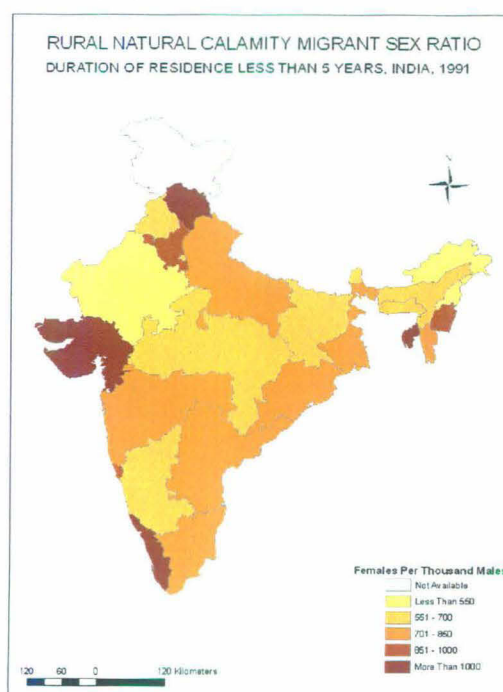 RURAL NATURAL CALAMITY MIGRANT SEX RATIO
DURATION OF RESIDENCE LESS THAN 5 YEARS, INDIA, 1991
Females Per Thousand Males
Not Available
Less Than 550
551 - 700
701 - 850
851 - 1000
More Than 1000
120 60 0 120 Kilometers